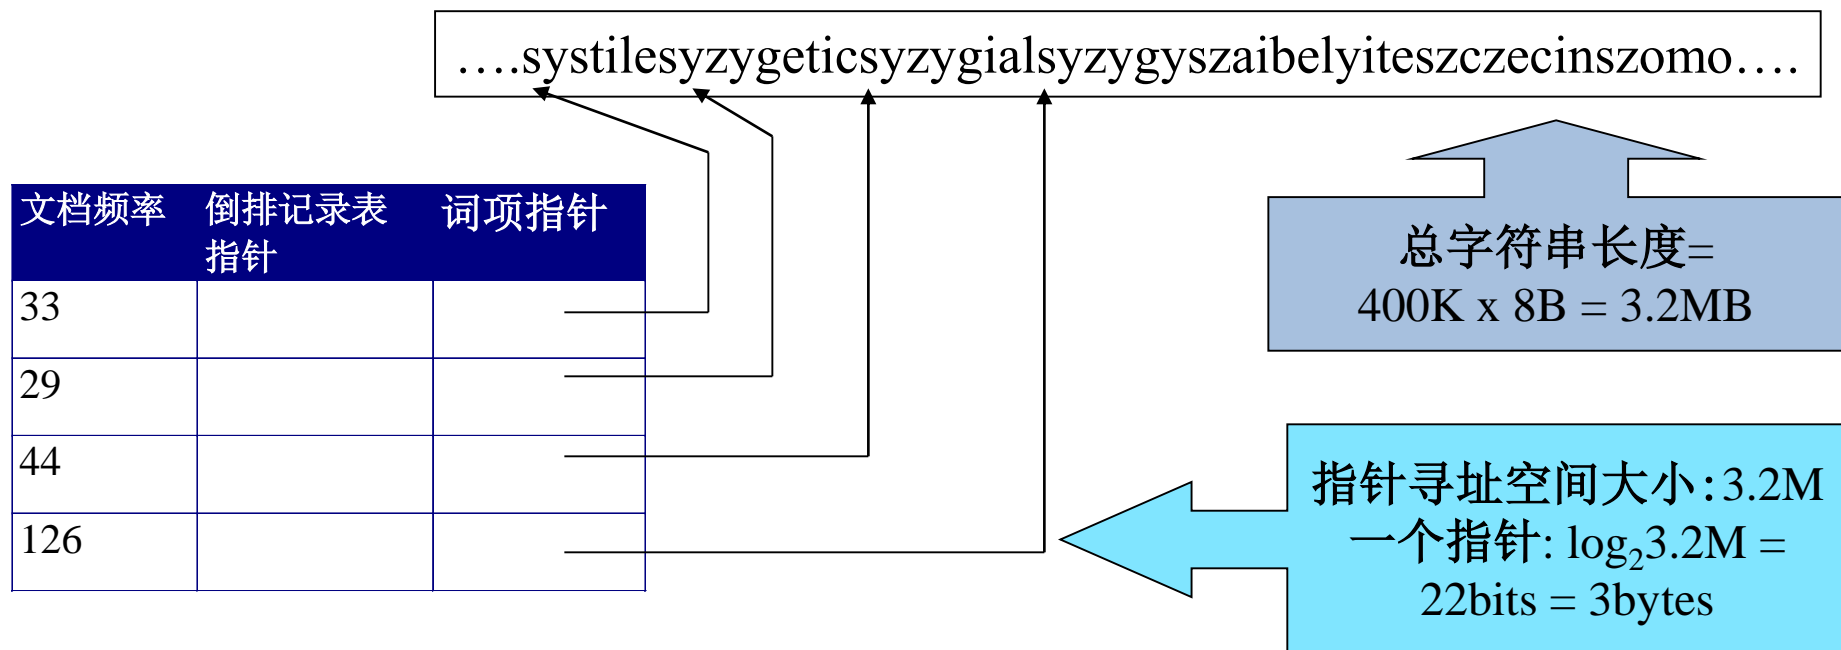 ….systilesyzygeticsyzygialsyzygyszaibelyiteszczecinszomo….
文档频率 倒排记录表 词项指针
指针
33
29
44
126
总字符串长度=
400K x 8B = 3.2MB
指针寻址空间大小:3.2M
一个指针: log₂3.2M =
22bits = 3bytes